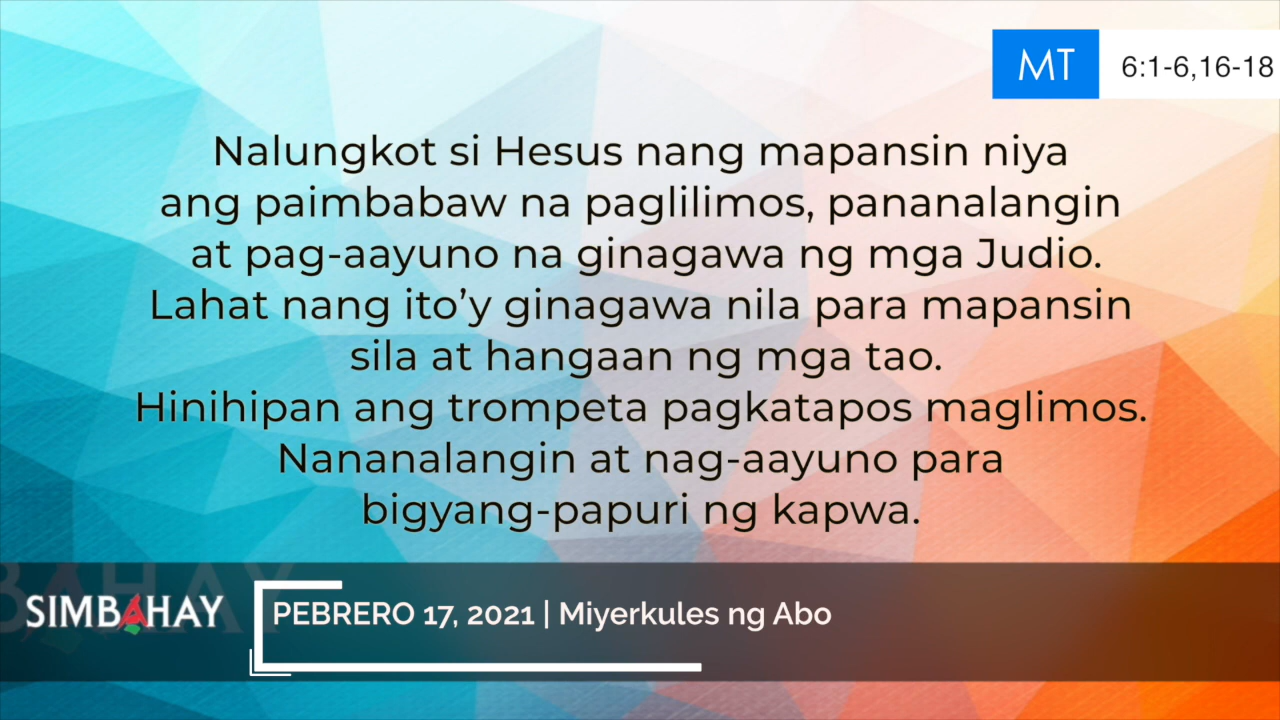 MT 6:1-6,16-18
Nalungkot si Hesus nang mapansin niya
ang paimbabaw na paglilimos, pananalangin
at pag-aayuno na ginagawa ng mga Judio.
Lahat nang ito’y ginagawa nila para mapansin
sila at hangaan ng mga tao.
Hinihipan ang trompeta pagkatapos maglimos.
Nananalangin at nag-aayuno para
bigyang-papuri ng kapwa.
SIMBAHAY
PEBRERO 17, 2021 | Miyerkules ng Abo